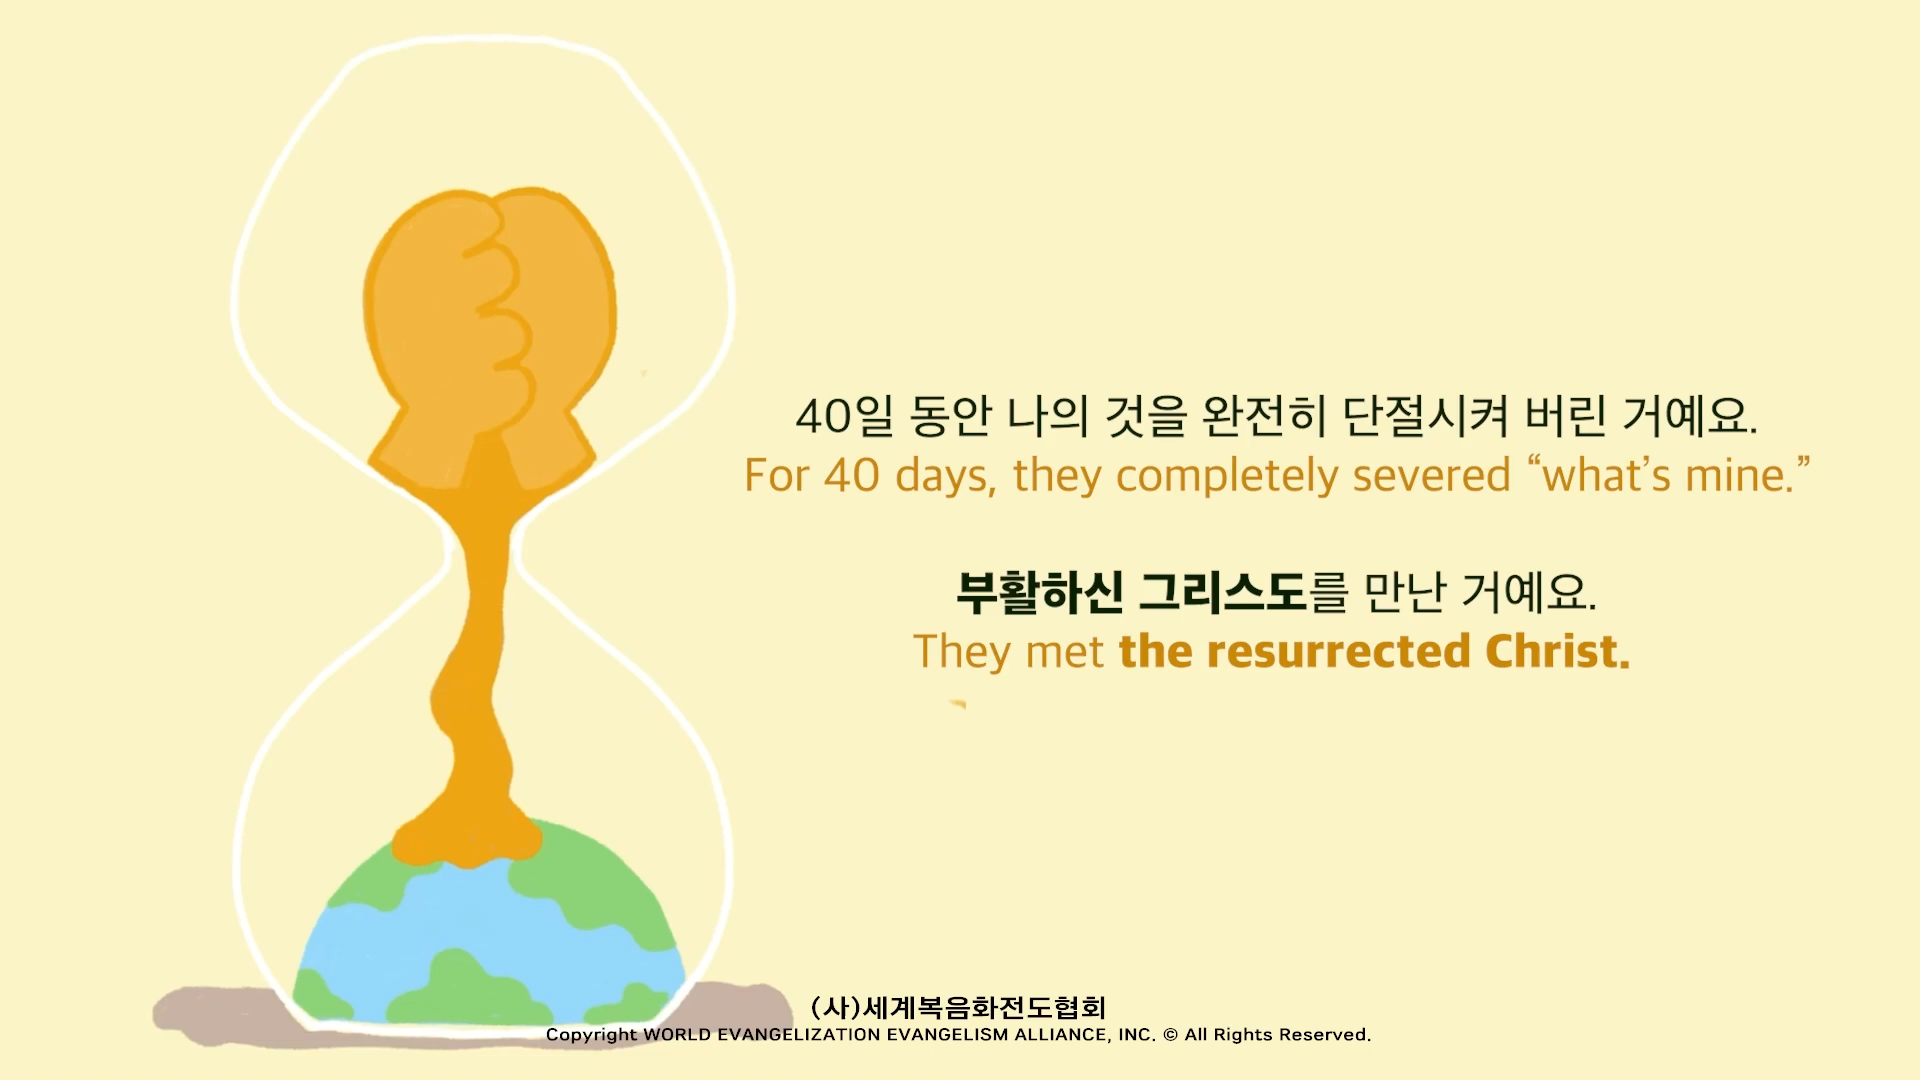 40일 동안 나의 것을 완전히 단절시켜 버린 거예요.
For 40 days, they completely severed “what’s mine.”
부활하신 그리스도를 만난 거예요.
They met the resurrected Christ.
(사)세계복음화전도협회
Copyright WORLD EVANGELIZATION EVANGELISM ALLIANCE, INC. © All Rights Reserved.